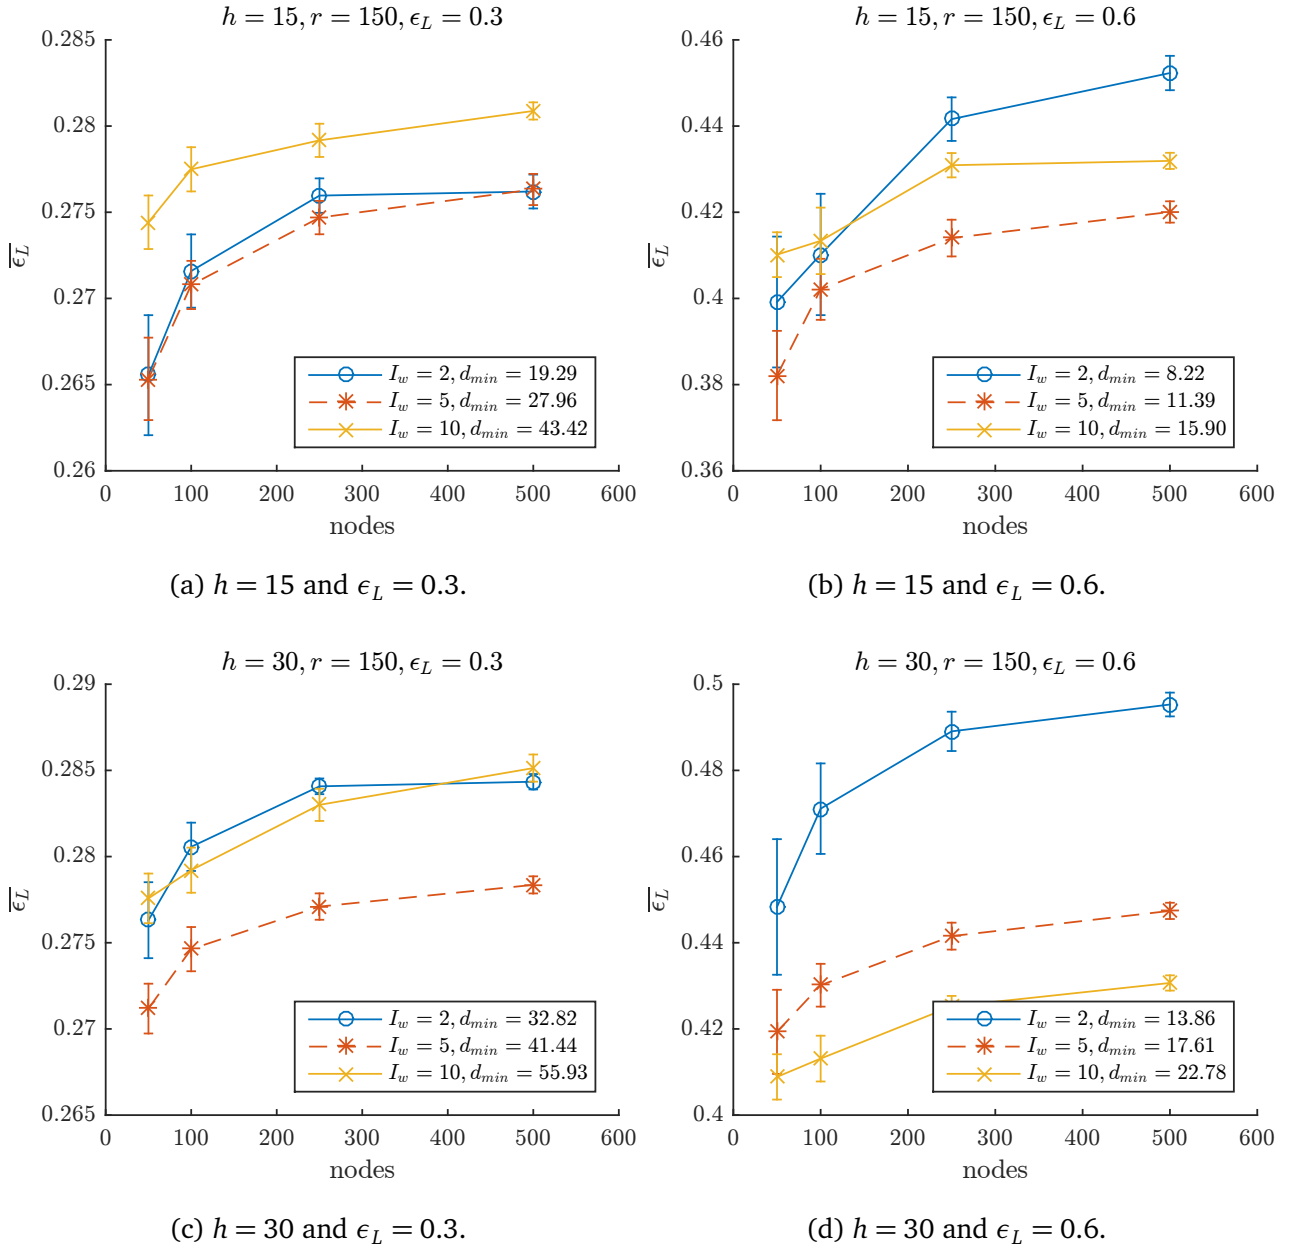 h = 15, r = 150, ϵ_L = 0.3
0.285
0.28
0.275
0.27
0.265
0.26
ϵ_L
0 100 200 300 400 500 600
nodes
I_w = 2, d_min = 19.29
I_w = 5, d_min = 27.96
I_w = 10, d_min = 43.42
(a) h = 15 and ϵ_L = 0.3.
h = 15, r = 150, ϵ_L = 0.6
0.46
0.44
0.42
0.4
0.38
0.36
ϵ_L
0 100 200 300 400 500 600
nodes
I_w = 2, d_min = 8.22
I_w = 5, d_min = 11.39
I_w = 10, d_min = 15.90
(b) h = 15 and ϵ_L = 0.6.
h = 30, r = 150, ϵ_L = 0.3
0.29
0.285
0.28
0.275
0.27
0.265
ϵ_L
0 100 200 300 400 500 600
nodes
I_w = 2, d_min = 32.82
I_w = 5, d_min = 41.44
I_w = 10, d_min = 55.93
(c) h = 30 and ϵ_L = 0.3.
h = 30, r = 150, ϵ_L = 0.6
0.5
0.48
0.46
0.44
0.42
0.4
ϵ_L
0 100 200 300 400 500 600
nodes
I_w = 2, d_min = 13.86
I_w = 5, d_min = 17.61
I_w = 10, d_min = 22.78
(d) h = 30 and ϵ_L = 0.6.